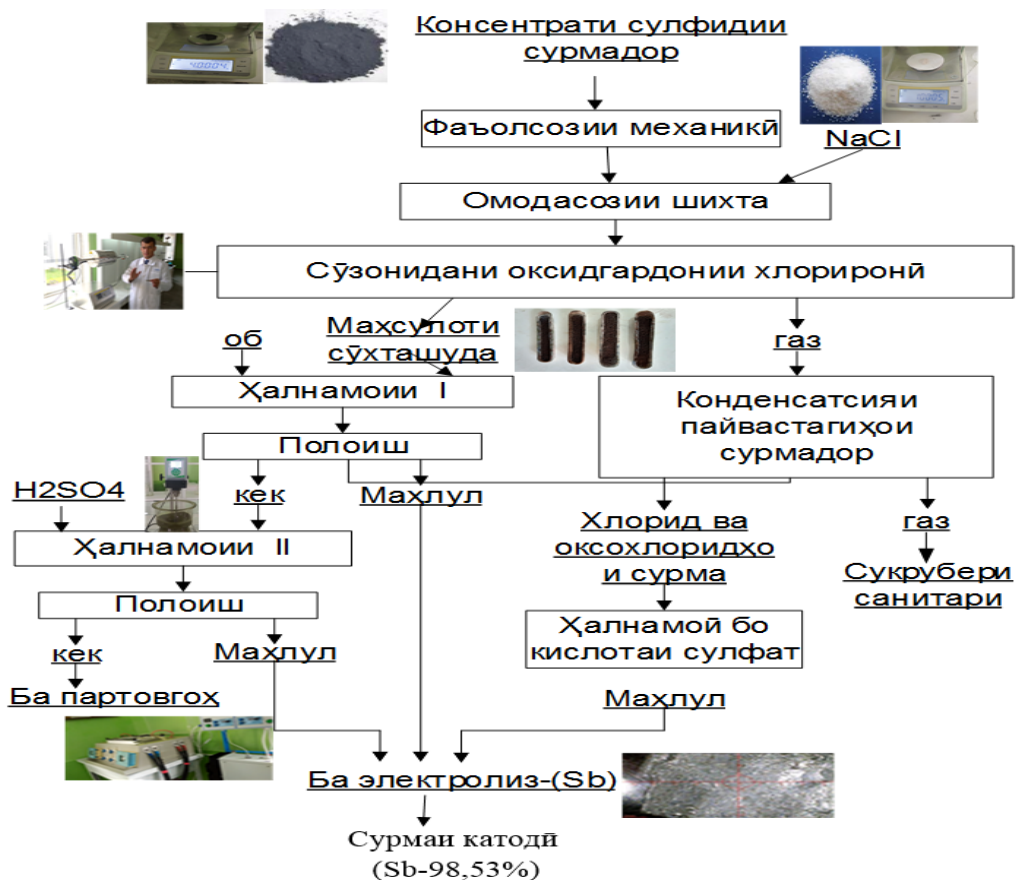 Консентрати сулфидии
сурмадор
NaCl
Фаъолсозии механикӣ
Омодасозии шихта
Сӯзонидани оксидгардонии хлориронӣ
об
Маҳсулоти
сӯхташуда
газ
Ҳалнамоии I
Конденсатсияи
пайвастагиҳои
сурмадор
Полоиш
H2SO4
кек
Маҳлул
Хлорид ва
оксохлоридҳо
и сурма
газ
Ҳалнамоии II
Сукрубери
санитари
Полоиш
Ҳалнамоӣ бо
кислотаи сулфат
кек
Маҳлул
Ба партовгоҳ
Маҳлул
Ба электролиз-(Sb)
Сурмаи катодӣ
(Sb-98,53%)